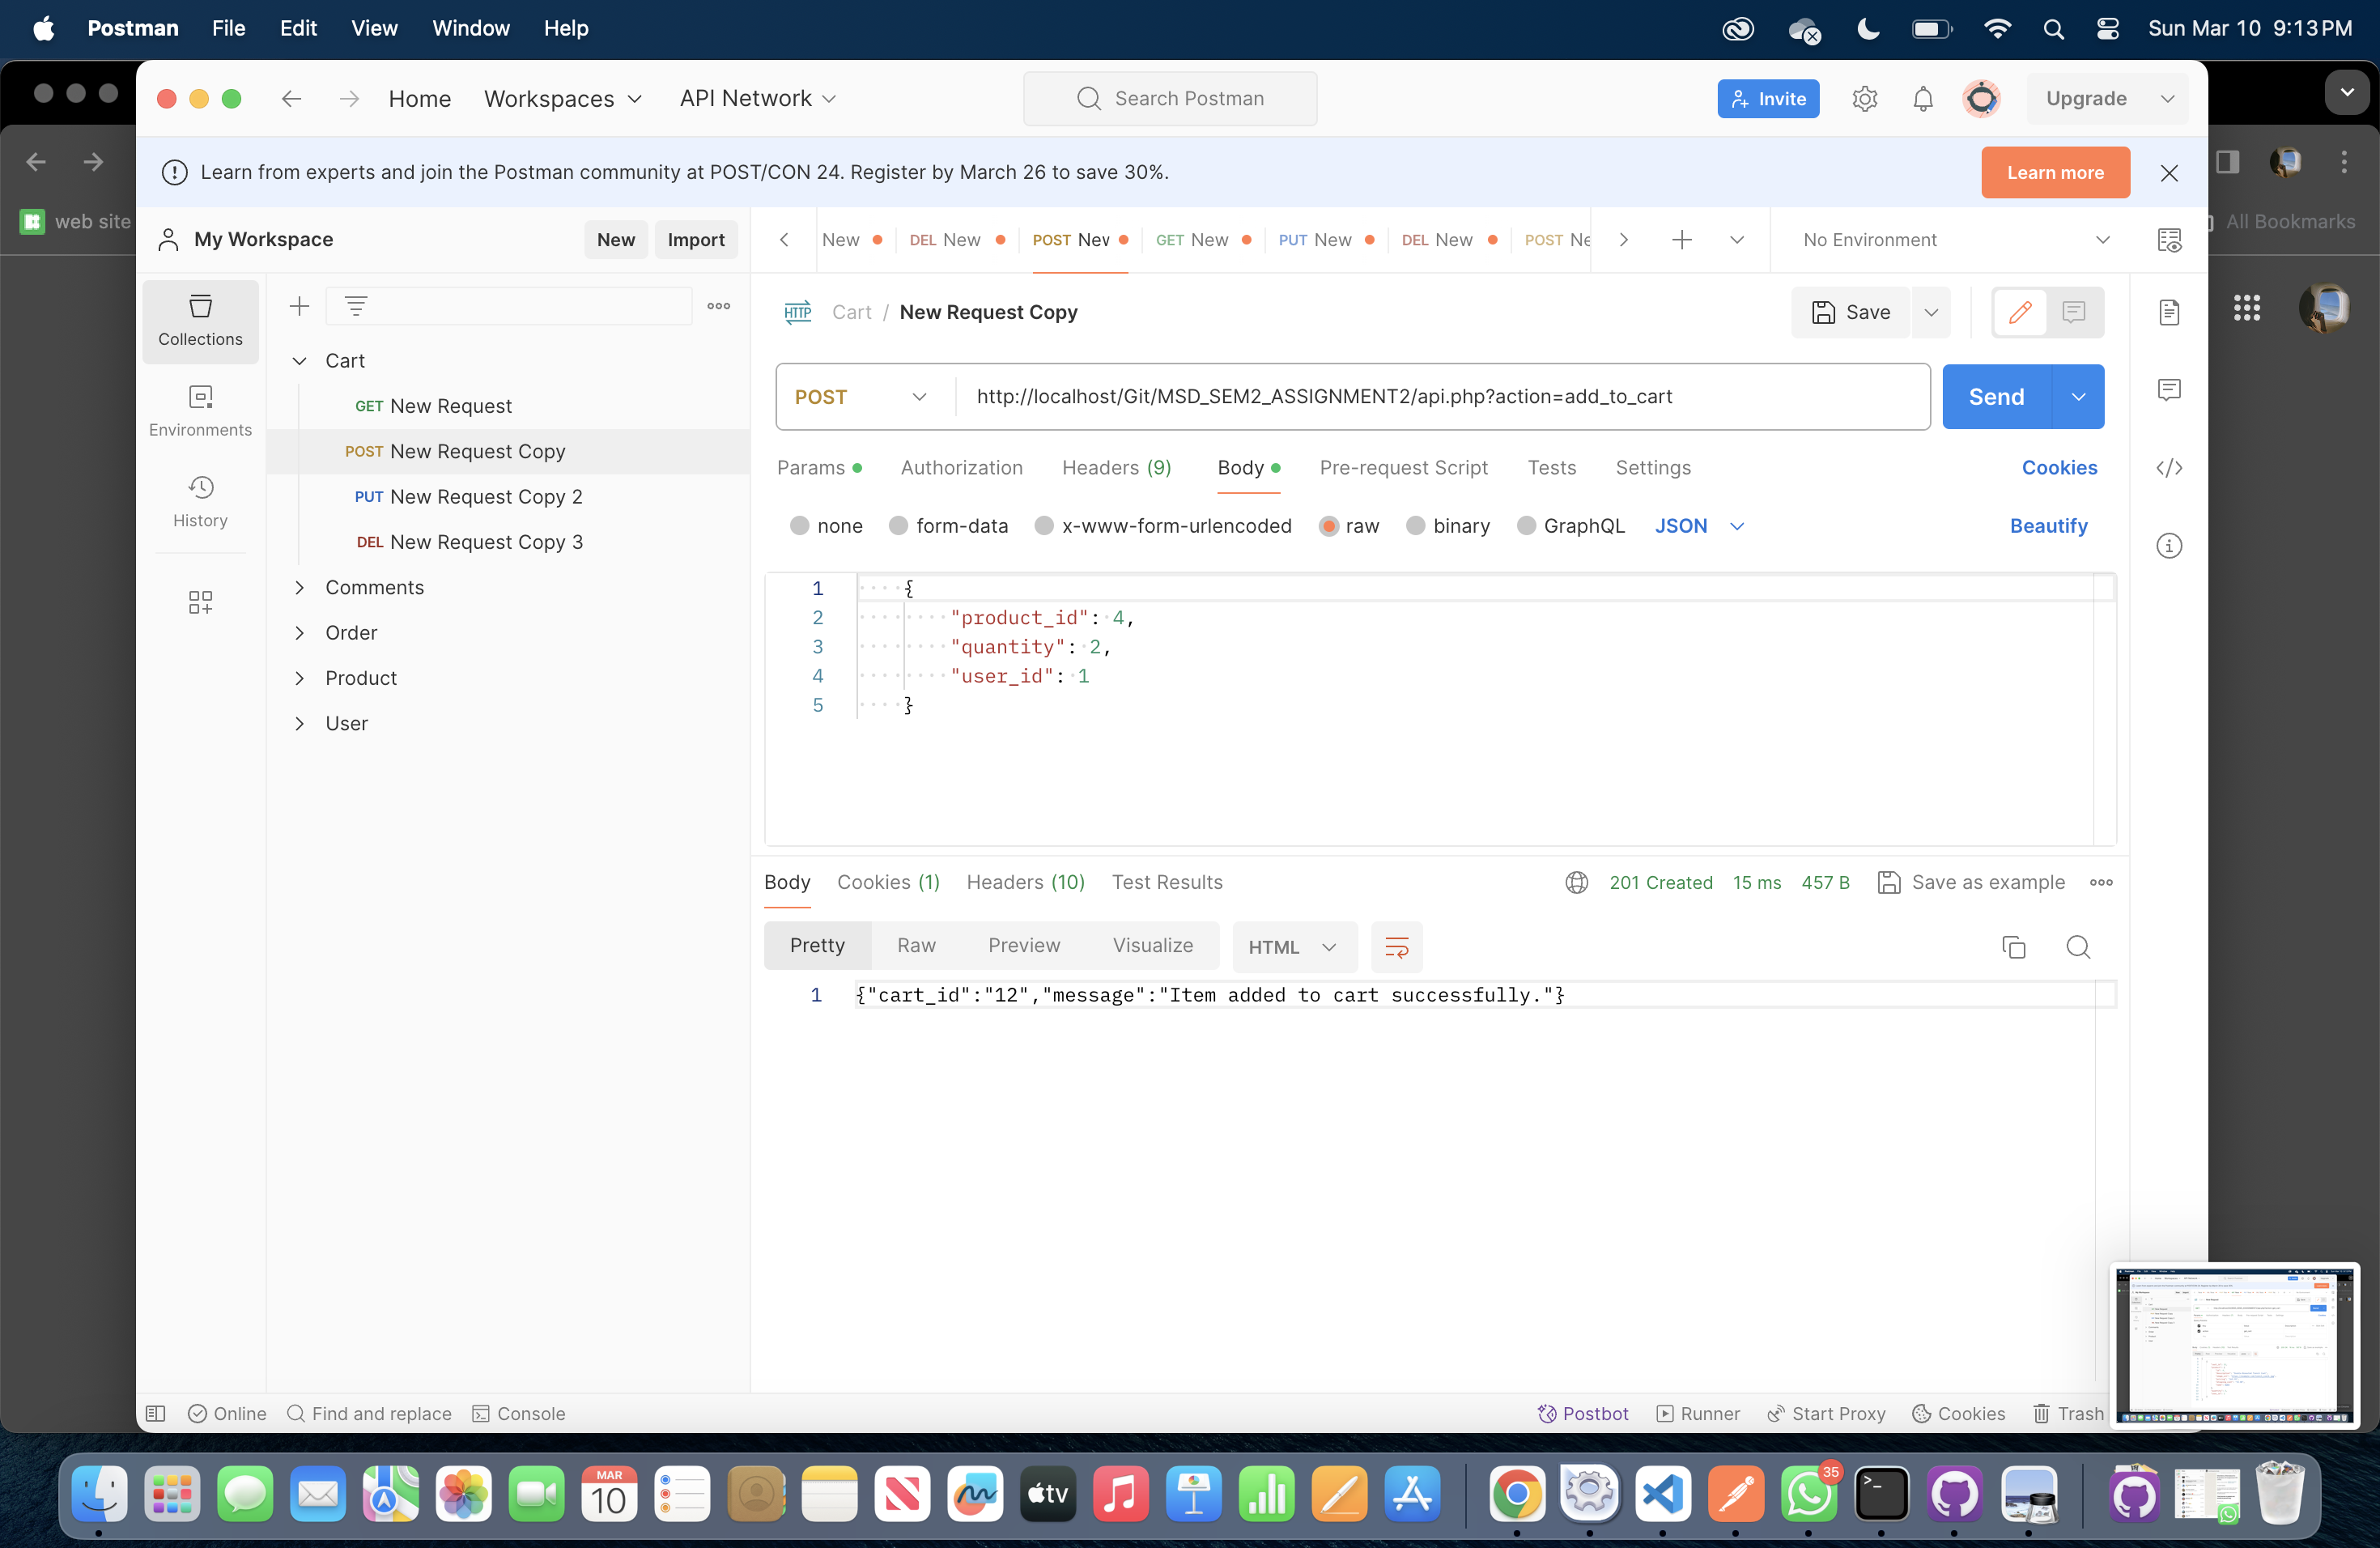 Postman File Edit View Window Help Sun Mar 10 9:13 PM
Home Workspaces API Network Search Postman Invite Upgrade
Learn from experts and join the Postman community at POST/CON 24. Register by March 26 to save 30%. Learn more
web site All Bookmarks
My Workspace New Import New DEL New POST New GET New PUT New DEL New POST Ne No Environment
Collections
Environments
History
Cart
GET New Request
POST New Request Copy
PUT New Request Copy 2
DEL New Request Copy 3
Comments
Order
Product
User
HTTP Cart / New Request Copy Save
POST http://localhost/Git/MSD_SEM2_ASSIGNMENT2/api.php?action=add_to_cart Send
Params Authorization Headers (9) Body Pre-request Script Tests Settings Cookies
none form-data x-www-form-urlencoded raw binary GraphQL JSON Beautify
1 {
2 "product_id": 4,
3 "quantity": 2,
4 "user_id": 1
5 }
Body Cookies (1) Headers (10) Test Results 201 Created 15 ms 457 B Save as example
Pretty Raw Preview Visualize HTML
1 {"cart_id":"12","message":"Item added to cart successfully."}
Online Find and replace Console Postbot Runner Start Proxy Cookies Trash
MAR
10
tv
35